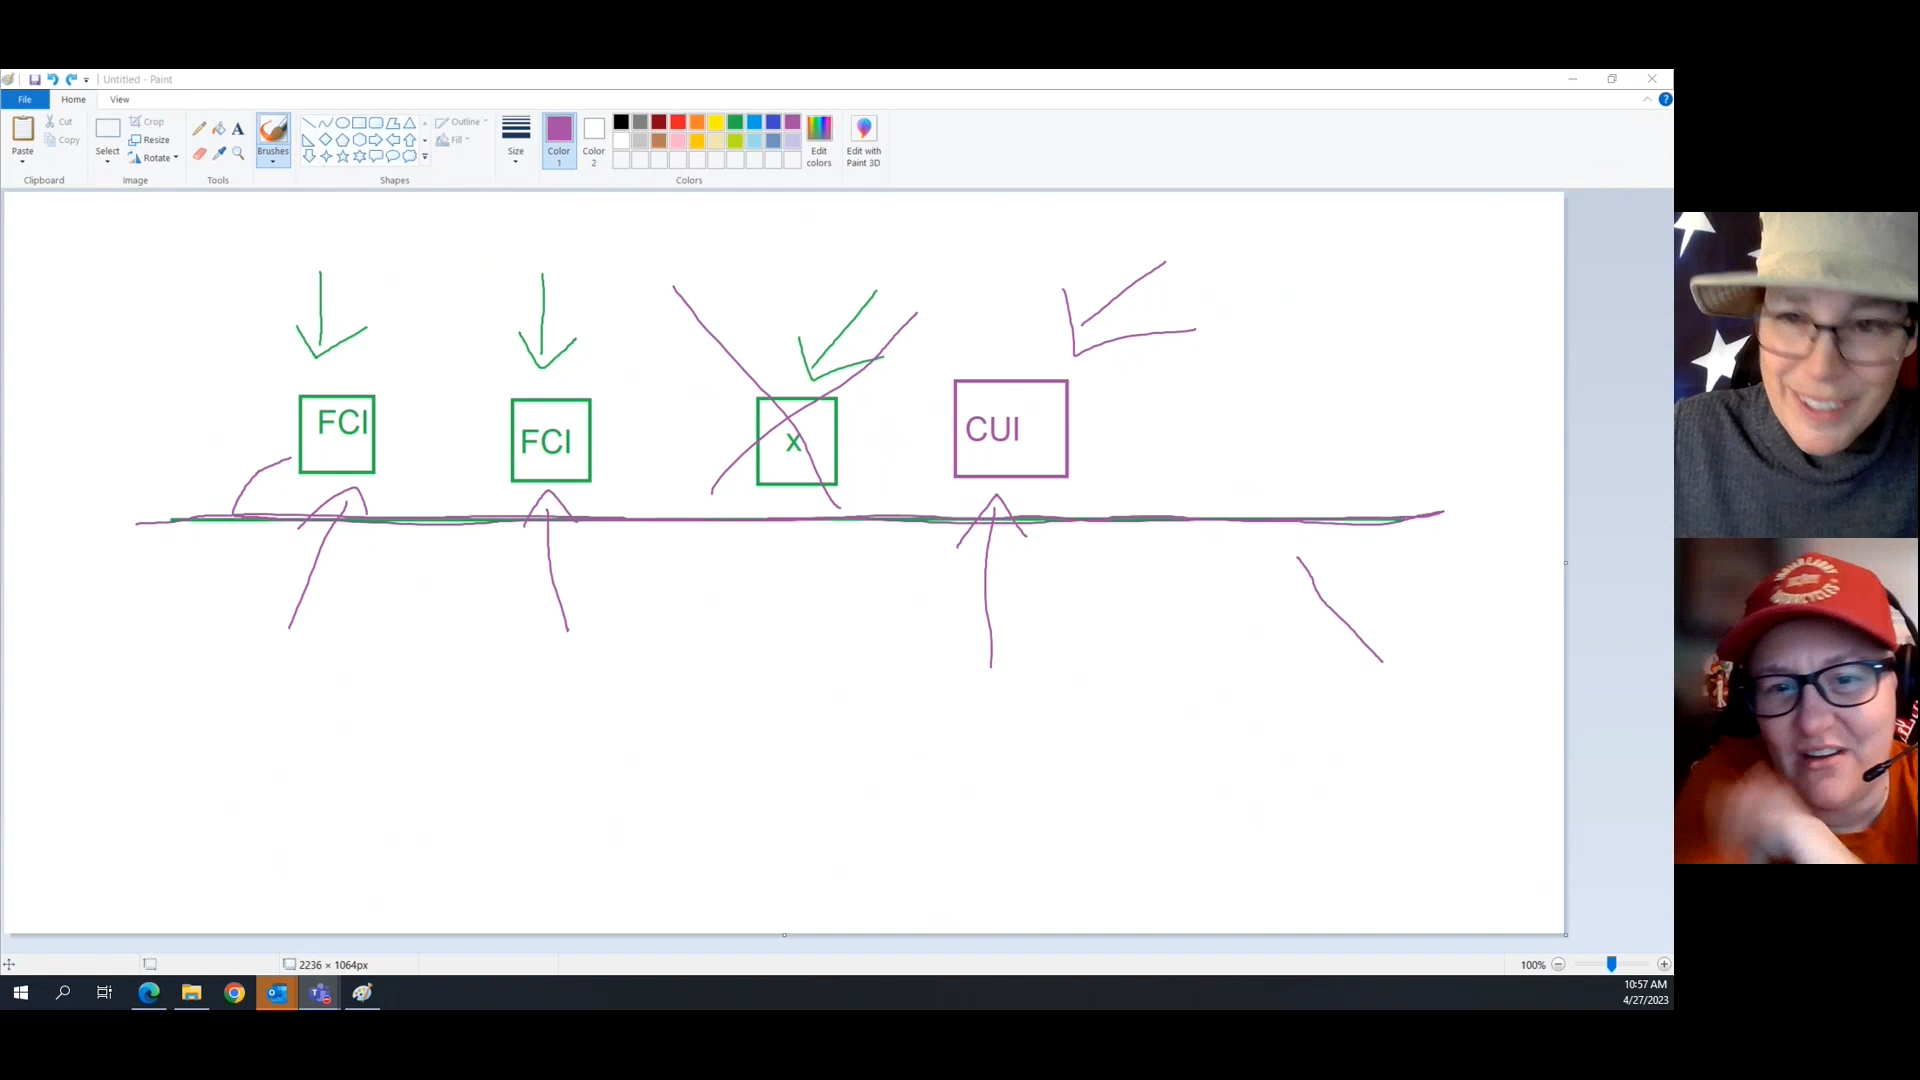 Untitled - Paint
File Home View
Paste
Cut
Copy
Clipboard
Select
Crop
Resize
Rotate
Image
A
Tools
Brushes
Outline
Fill
Shapes
Size
Color 1
Color 2
Edit colors
Edit with Paint 3D
Colors
?
FCI
FCI
x
CUI
2236 × 1064px
100%
10:57 AM
4/27/2023